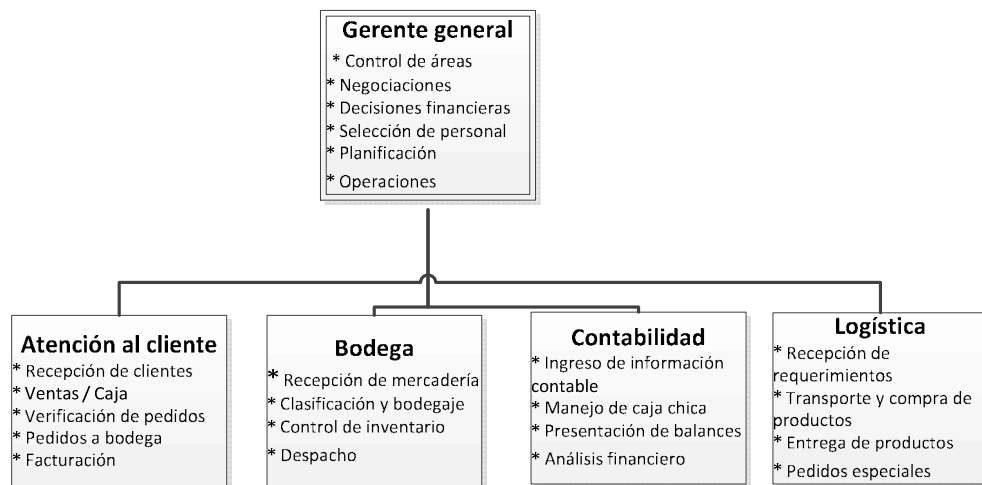 Gerente general
* Control de áreas
* Negociaciones
* Decisiones financieras
* Selección de personal
* Planificación
* Operaciones
Atención al cliente
* Recepción de clientes
* Ventas / Caja
* Verificación de pedidos
* Pedidos a bodega
* Facturación
Bodega
* Recepción de mercadería
* Clasificación y bodegaje
* Control de inventario
* Despacho
Contabilidad
* Ingreso de información
contable
* Manejo de caja chica
* Presentación de balances
* Análisis financiero
Logística
* Recepción de
requerimientos
* Transporte y compra de
productos
* Entrega de productos
* Pedidos especiales